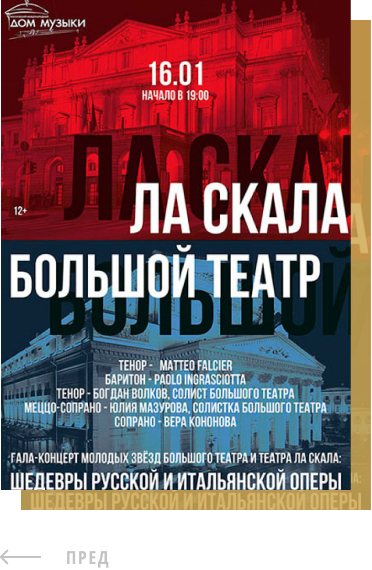 ДОМ МУЗЫКИ
16.01
НАЧАЛО В 19:00
ЛА СКАЛ
12+
ЛА СКАЛА
БОЛЬШОЙ ТЕАТР
БОЛЬШОЙ
ТЕНОР - MATTEO FALCIER
БАРИТОН - PAOLO INGRASCIOTTA
ТЕНОР - БОГДАН ВОЛКОВ, СОЛИСТ БОЛЬШОГО ТЕАТРА
МЕЦЦО-СОПРАНО - ЮЛИЯ МАЗУРОВА, СОЛИСТКА БОЛЬШОГО ТЕАТРА
СОПРАНО - ВЕРА КОНОНОВА
ГАЛА-КОНЦЕРТ МОЛОДЫХ ЗВЁЗД БОЛЬШОГО ТЕАТРА И ТЕАТРА ЛА СКАЛА:
ШЕДЕВРЫ РУССКОЙ И ИТАЛЬЯНСКОЙ ОПЕРЫ
ШЕДЕВРЫ РУССКОЙ И ИТАЛЬЯНСКОЙ ОПЕРЫ
ПРЕД